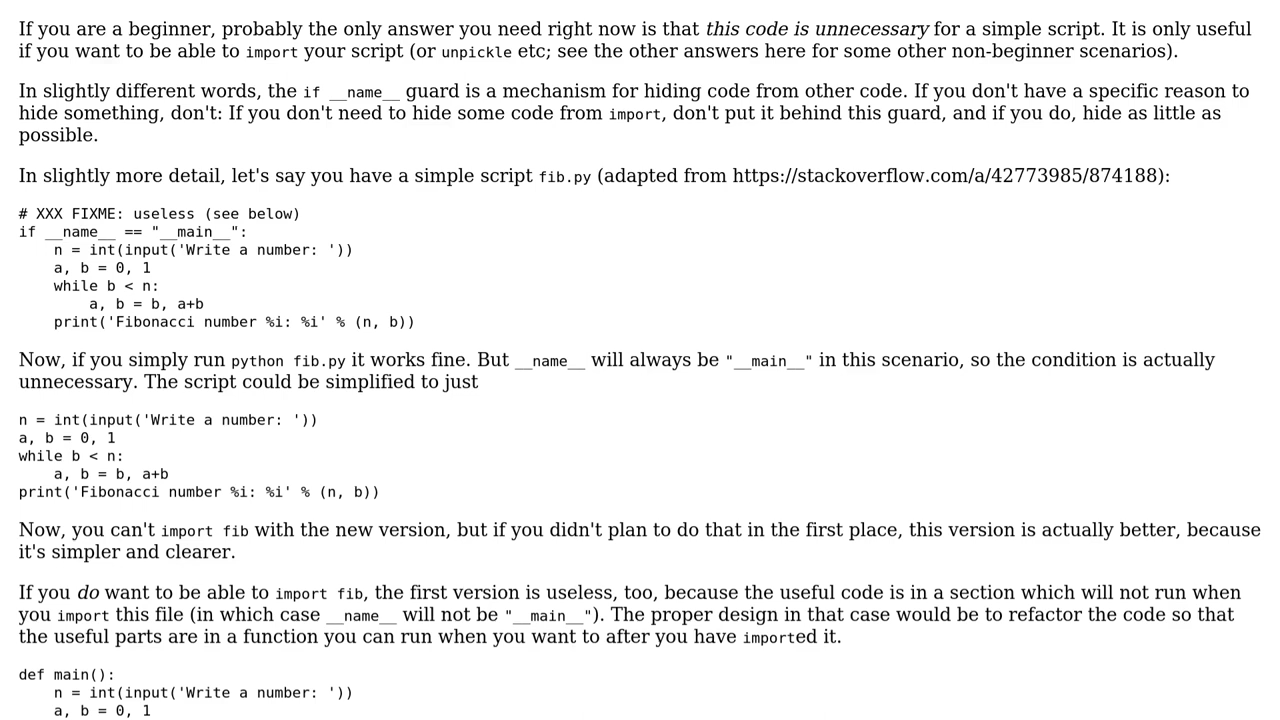 If you are a beginner, probably the only answer you need right now is that this code is unnecessary for a simple script. It is only useful
if you want to be able to import your script (or unpickle etc; see the other answers here for some other non-beginner scenarios).
In slightly different words, the if __name__ guard is a mechanism for hiding code from other code. If you don't have a specific reason to
hide something, don't: If you don't need to hide some code from import, don't put it behind this guard, and if you do, hide as little as
possible.
In slightly more detail, let's say you have a simple script fib.py (adapted from https://stackoverflow.com/a/42773985/874188):
# XXX FIXME: useless (see below)
if __name__ == "__main__":
    n = int(input('Write a number: '))
    a, b = 0, 1
    while b < n:
        a, b = b, a+b
    print('Fibonacci number %i: %i' % (n, b))
Now, if you simply run python fib.py it works fine. But __name__ will always be "__main__" in this scenario, so the condition is actually
unnecessary. The script could be simplified to just
n = int(input('Write a number: '))
a, b = 0, 1
while b < n:
    a, b = b, a+b
print('Fibonacci number %i: %i' % (n, b))
Now, you can't import fib with the new version, but if you didn't plan to do that in the first place, this version is actually better, because
it's simpler and clearer.
If you do want to be able to import fib, the first version is useless, too, because the useful code is in a section which will not run when
you import this file (in which case __name__ will not be "__main__"). The proper design in that case would be to refactor the code so that
the useful parts are in a function you can run when you want to after you have imported it.
def main():
    n = int(input('Write a number: '))
    a, b = 0, 1